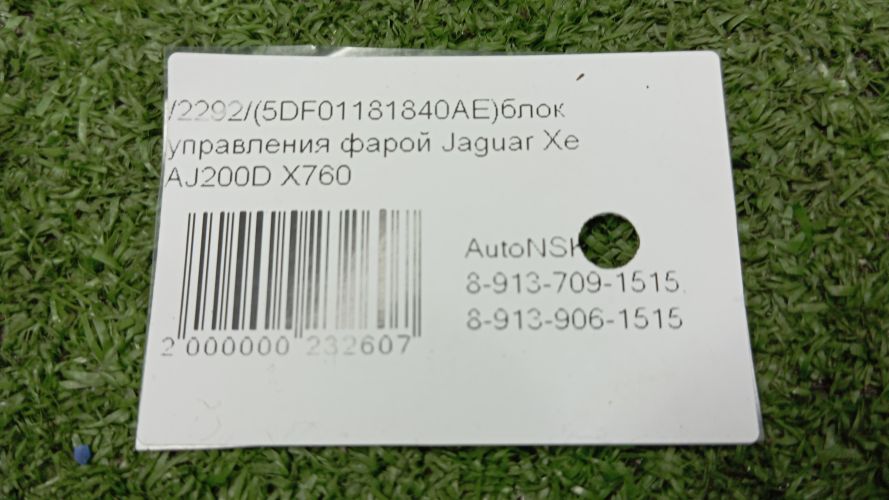 /2292/(5DF01181840AE)блок
управления фарой Jaguar Xe
AJ200D X760
AutoNSK
8-913-709-1515
8-913-906-1515
2 000000 232607